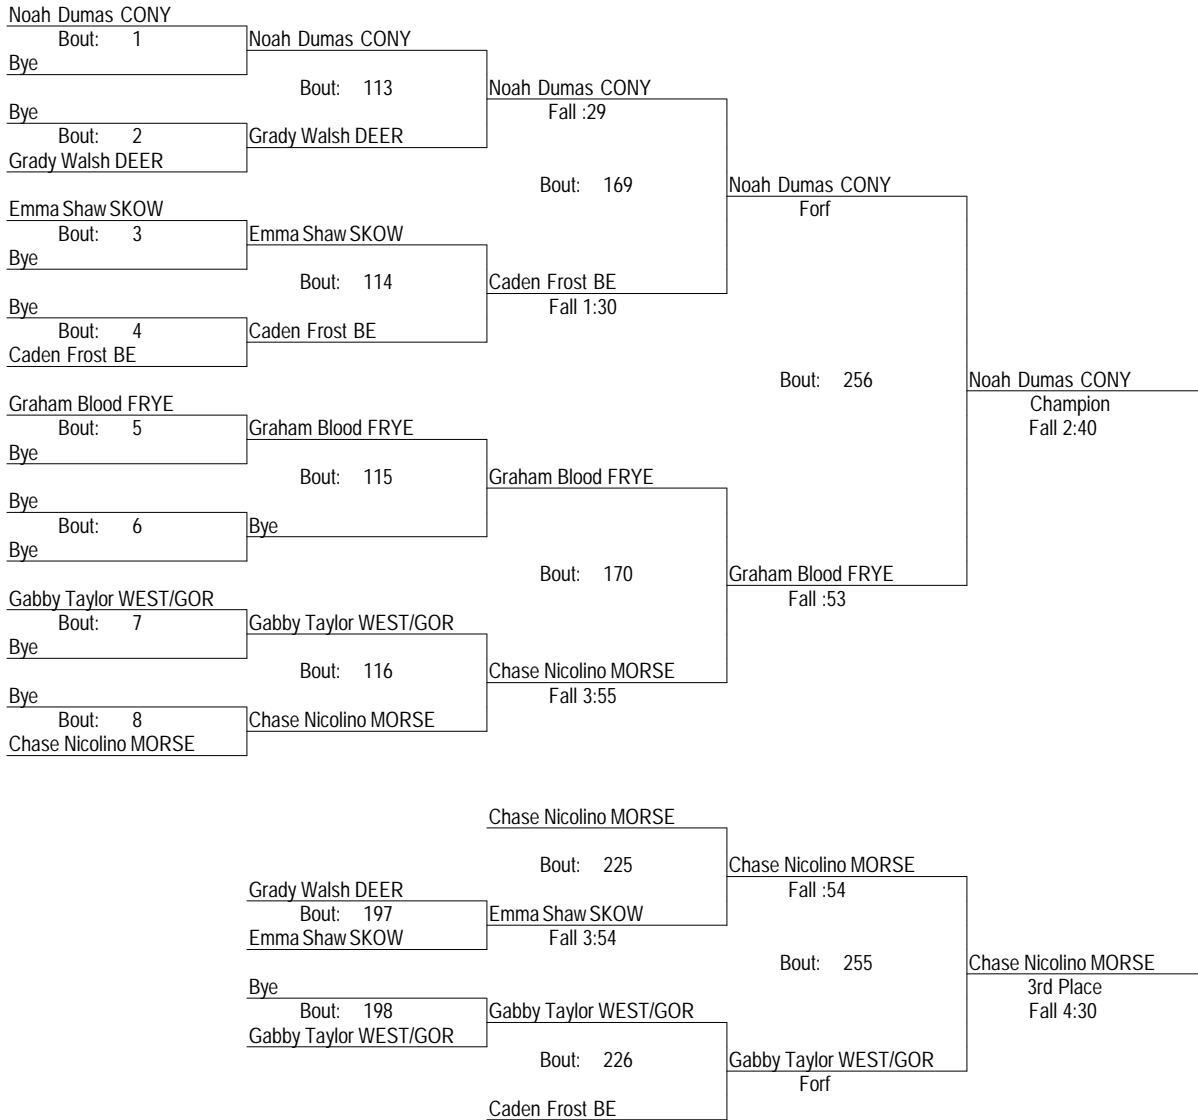 Noah Dumas CONY
Bout: 1
Noah Dumas CONY
Bye
Bout: 113
Noah Dumas CONY
Bye
Fall :29
Bout: 2
Grady Walsh DEER
Grady Walsh DEER
Bout: 169
Noah Dumas CONY
Emma Shaw SKOW
Forf
Bout: 3
Emma Shaw SKOW
Bye
Bout: 114
Caden Frost BE
Bye
Fall 1:30
Bout: 4
Caden Frost BE
Caden Frost BE
Bout: 256
Noah Dumas CONY
Graham Blood FRYE
Champion
Bout: 5
Graham Blood FRYE
Fall 2:40
Bye
Bout: 115
Graham Blood FRYE
Bye
Bout: 6
Bye
Bye
Bout: 170
Graham Blood FRYE
Gabby Taylor WEST/GOR
Fall :53
Bout: 7
Gabby Taylor WEST/GOR
Bye
Bout: 116
Chase Nicolino MORSE
Bye
Fall 3:55
Bout: 8
Chase Nicolino MORSE
Chase Nicolino MORSE
Chase Nicolino MORSE
Bout: 225
Chase Nicolino MORSE
Grady Walsh DEER
Fall :54
Bout: 197
Emma Shaw SKOW
Emma Shaw SKOW
Fall 3:54
Bout: 255
Chase Nicolino MORSE
Bye
3rd Place
Bout: 198
Gabby Taylor WEST/GOR
Fall 4:30
Gabby Taylor WEST/GOR
Bout: 226
Gabby Taylor WEST/GOR
Forf
Caden Frost BE